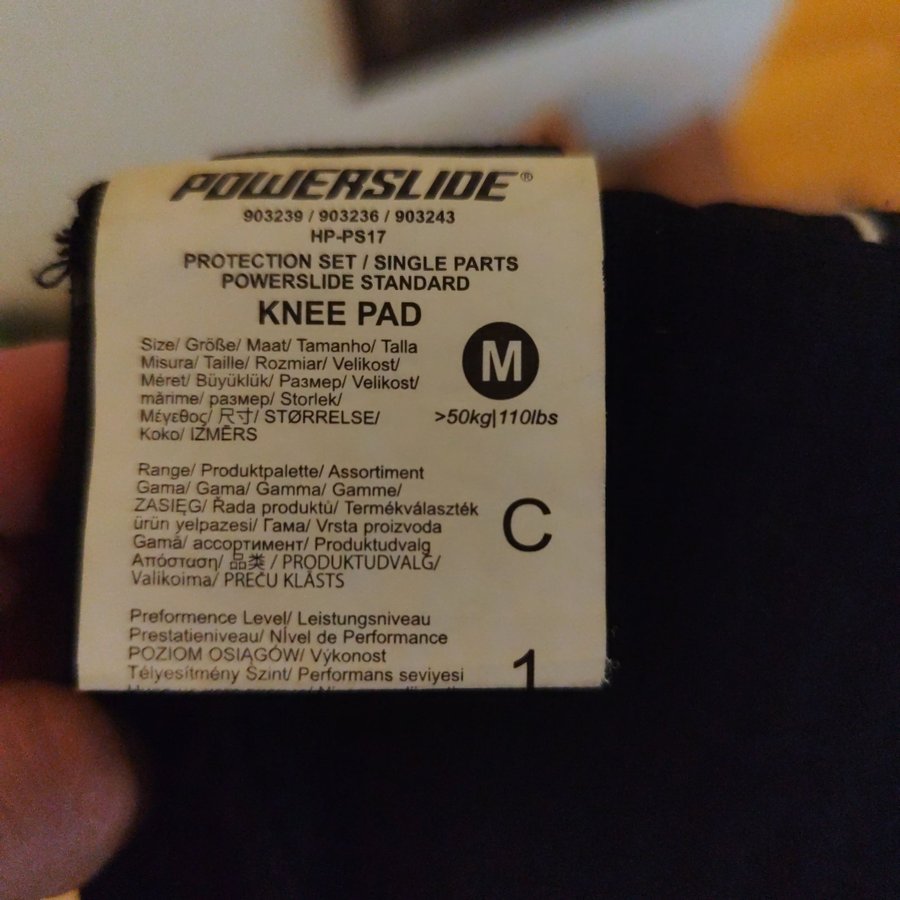 POWERSLIDE®
903239 / 903236 / 903243
HP-PS17
PROTECTION SET / SINGLE PARTS
POWERSLIDE STANDARD
KNEE PAD
Size/ Größe/ Maat/ Tamanho/ Talla
Misura/ Taille/ Rozmiar/ Velikost/
Méret/ Büyüklük/ Размер/ Velikost/
mărime/ размер/ Storlek/
Μέγεθος/ 尺寸/ STØRRELSE/
Koko/ IZMĒRS
M
>50kg|110lbs
Range/ Produktpalette/ Assortiment
Gama/ Gama/ Gamma/ Gamme/
ZASIĘG/ Řada produktů/ Termékválaszték
ürün yelpazesi/ Гама/ Vrsta proizvoda
Gamă/ ассортимент/ Produktudvalg
Απόσταση/ 品类 / PRODUKTUDVALG/
Valikoima/ PREČU KLĀSTS
C
Preformence Level/ Leistungsniveau
Prestatieniveau/ Nível de Performance
POZIOM OSIĄGÓW/ Výkonost
Télyesítmény Szint/ Performans seviyesi
1